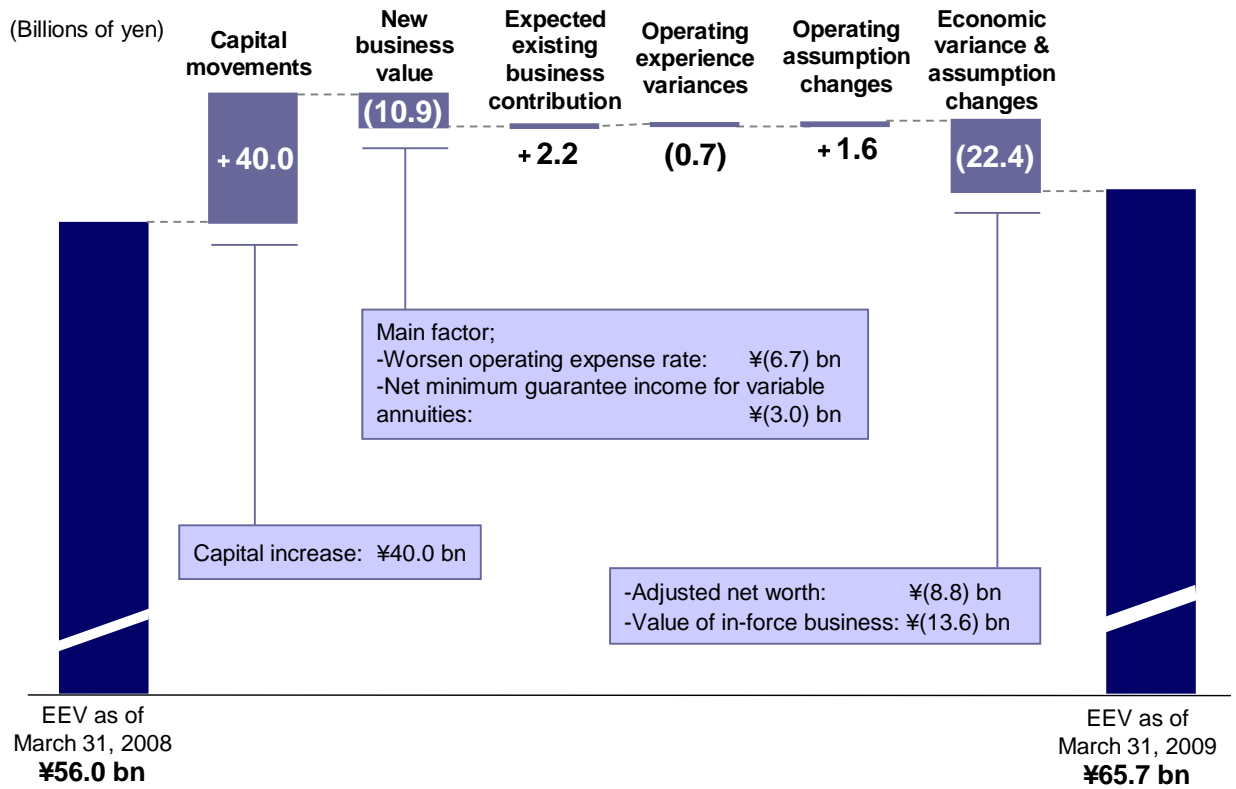 (Billions of yen)
Capital
movements
New
business
value
Expected
existing
business
contribution
Operating
experience
variances
Operating
assumption
changes
Economic
variance &
assumption
changes
+ 40.0
(10.9)
+ 2.2
(0.7)
+ 1.6
(22.4)
Main factor;
-Worsen operating expense rate: ¥(6.7) bn
-Net minimum guarantee income for variable
annuities: ¥(3.0) bn
Capital increase: ¥40.0 bn
-Adjusted net worth: ¥(8.8) bn
-Value of in-force business: ¥(13.6) bn
EEV as of
March 31, 2008
¥56.0 bn
EEV as of
March 31, 2009
¥65.7 bn